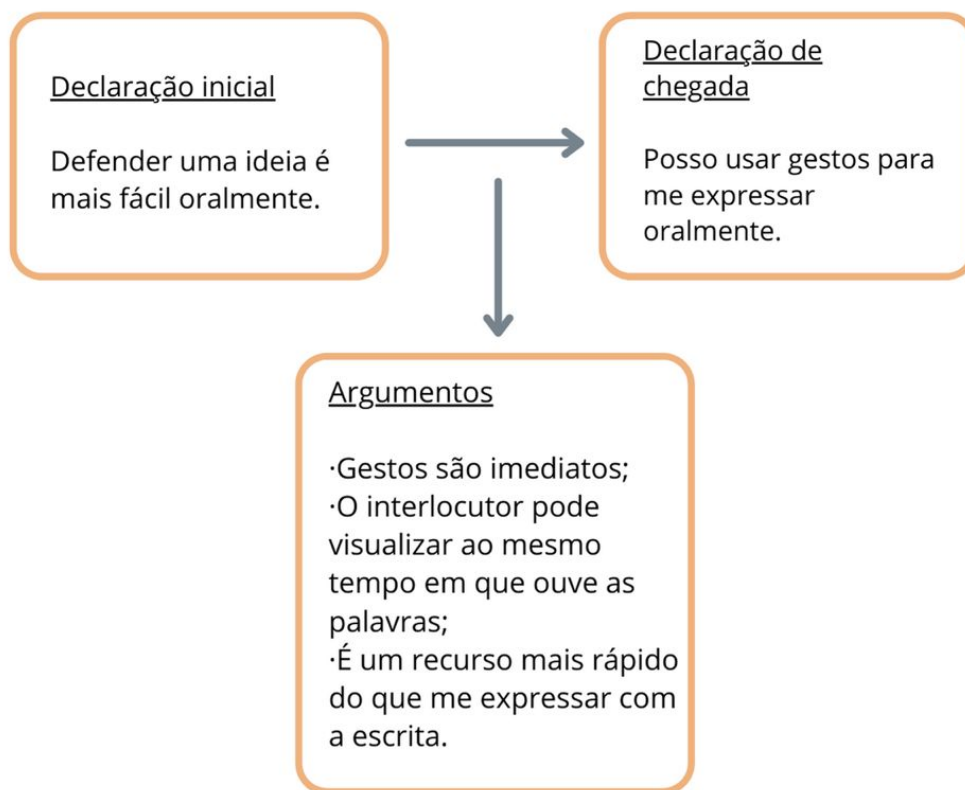 Declaração inicial
Defender uma ideia é
mais fácil oralmente.
Declaração de
chegada
Posso usar gestos para
me expressar
oralmente.
Argumentos
·Gestos são imediatos;
·O interlocutor pode
visualizar ao mesmo
tempo em que ouve as
palavras;
·É um recurso mais rápido
do que me expressar com
a escrita.